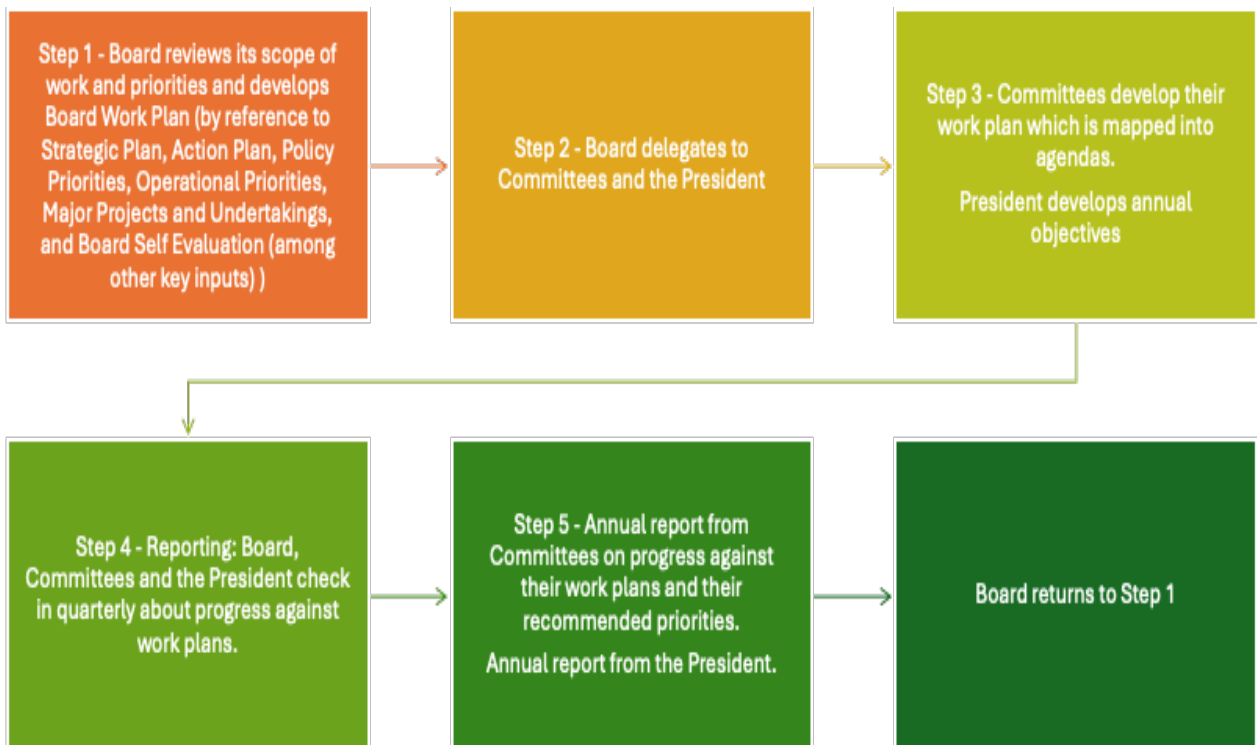 Step 1 - Board reviews its scope of
work and priorities and develops
Board Work Plan (by reference to
Strategic Plan, Action Plan, Policy
Priorities, Operational Priorities,
Major Projects and Undertakings,
and Board Self Evaluation (among
other key inputs) )
Step 2 - Board delegates to
Committees and the President
Step 3 - Committees develop their
work plan which is mapped into
agendas.
President develops annual
objectives
Step 4 - Reporting: Board,
Committees and the President check
in quarterly about progress against
work plans.
Step 5 - Annual report from
Committees on progress against
their work plans and their
recommended priorities.
Annual report from the President.
Board returns to Step 1